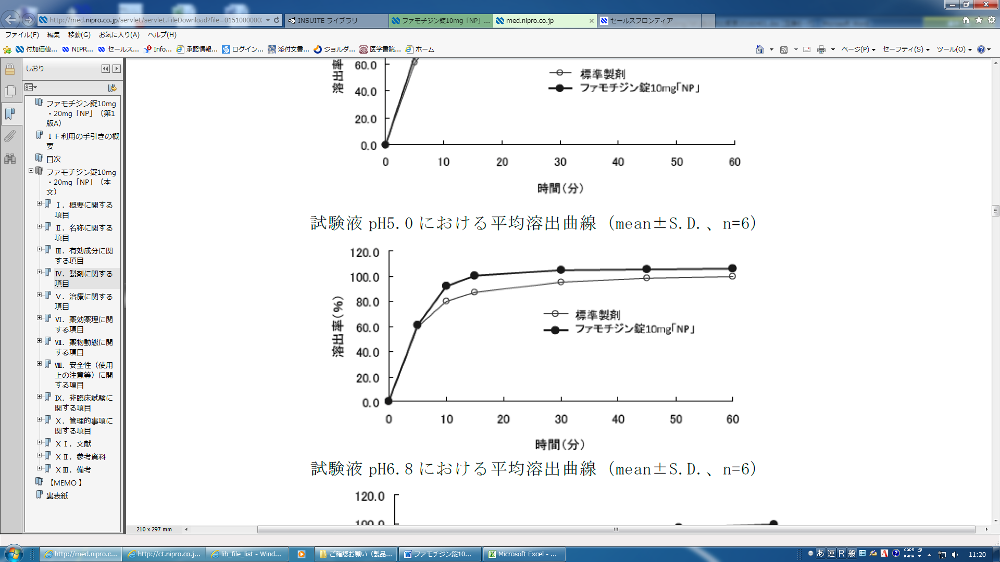 http://med.nipro.co.jp/servlet/servlet.FileDownload?file=01510000002
INSUITE ライブラリ
ファモチジン錠10mg「NP」...
med.nipro.co.jp
セールスフロンティア
ファイル(F)
編集
移動(G)
お気に入り(A)
ヘルプ(H)
付加価値...
NIPR...
セールス...
Info...
承認情報...
ログイン...
添付文書...
ジョルダ...
医学書院...
ホーム
ページ(P)
セーフティ(S)
ツール(O)
しおり
ファモチジン錠10mg
・20mg「NP」（第1
版A）
ＩＦ利用の手引きの概
要
目次
ファモチジン錠10mg
・20mg「NP」（本
文）
Ⅰ．概要に関する
項目
Ⅱ．名称に関する
項目
Ⅲ．有効成分に関
する項目
Ⅳ．製剤に関する
項目
Ⅴ．治療に関する
項目
Ⅵ．薬効薬理に関
する項目
Ⅶ．薬物動態に関
する項目
Ⅷ．安全性（使用
上の注意等）に関
する項目
Ⅸ．非臨床試験に
関する項目
Ⅹ．管理的事項に
関する項目
ＸⅠ．文献
ＸⅡ．参考資料
ＸⅢ．備考
【MEMO 】
裏表紙
溶出率
60.0
40.0
20.0
0.0
標準製剤
ファモチジン錠10mg「NP」
0 10 20 30 40 50 60
時間（分）
試験液 pH5.0 における平均溶出曲線（mean±S.D.、n=6）
溶出率（%）
120.0
100.0
80.0
60.0
40.0
20.0
0.0
標準製剤
ファモチジン錠10mg「NP」
0 10 20 30 40 50 60
時間（分）
試験液 pH6.8 における平均溶出曲線（mean±S.D.、n=6）
120.0
100.0
210 x 297 mm
http://med.nipro.c...
http://ct.nipro.co.j...
lib_file_list - Wind...
ご確認お願い（製品...
ファモチジン錠10...
Microsoft Excel - ...
あ 連 R 般
CAPS
KANA
11:20